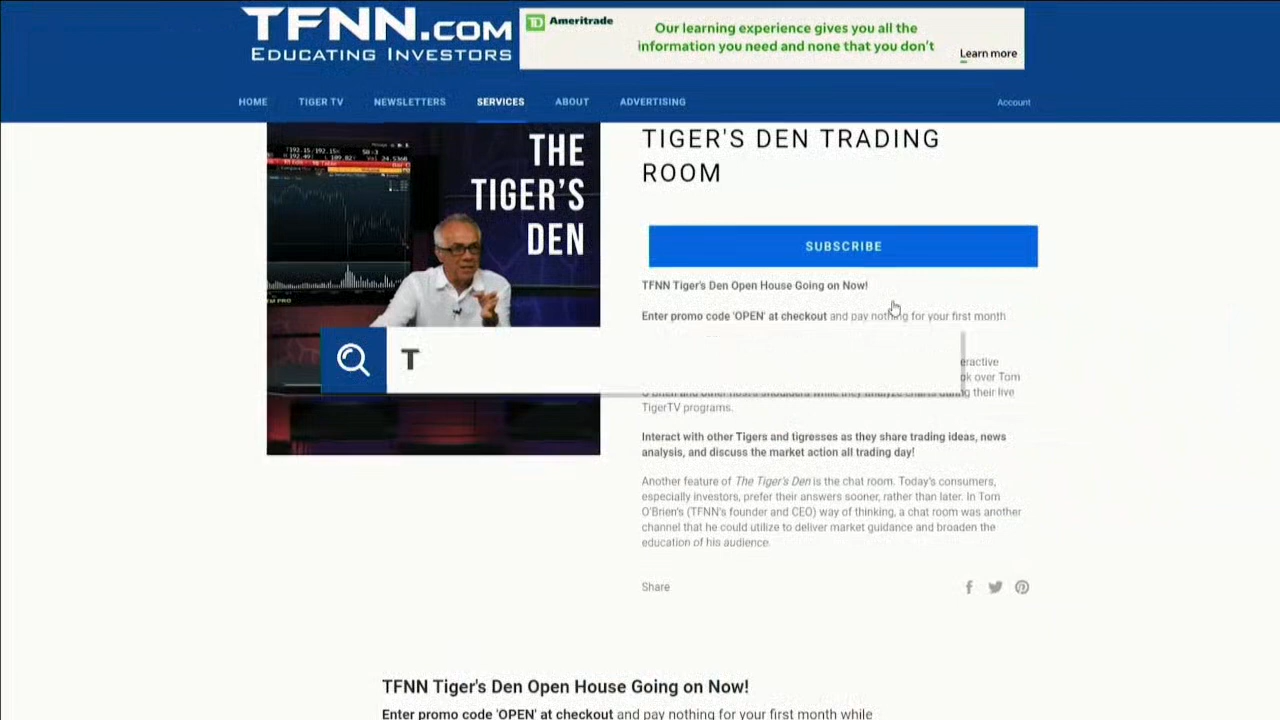 TFNN.COM
EDUCATING INVESTORS
TD Ameritrade
Our learning experience gives you all the
information you need and none that you don't
Learn more
HOME
TIGER TV
NEWSLETTERS
SERVICES
ABOUT
ADVERTISING
Account
THE
TIGER'S
DEN
TIGER'S DEN TRADING
ROOM
SUBSCRIBE
TFNN Tiger's Den Open House Going on Now!
Enter promo code 'OPEN' at checkout and pay nothing for your first month
T
over Tom
their live
TigerTV programs.
Interact with other Tigers and tigresses as they share trading ideas, news
analysis, and discuss the market action all trading day!
Another feature of The Tiger's Den is the chat room. Today's consumers,
especially investors, prefer their answers sooner, rather than later. In Tom
O'Brien's (TFNN's founder and CEO) way of thinking, a chat room was another
channel that he could utilize to deliver market guidance and broaden the
education of his audience.
Share
TFNN Tiger's Den Open House Going on Now!
Enter promo code 'OPEN' at checkout and pay nothing for your first month while